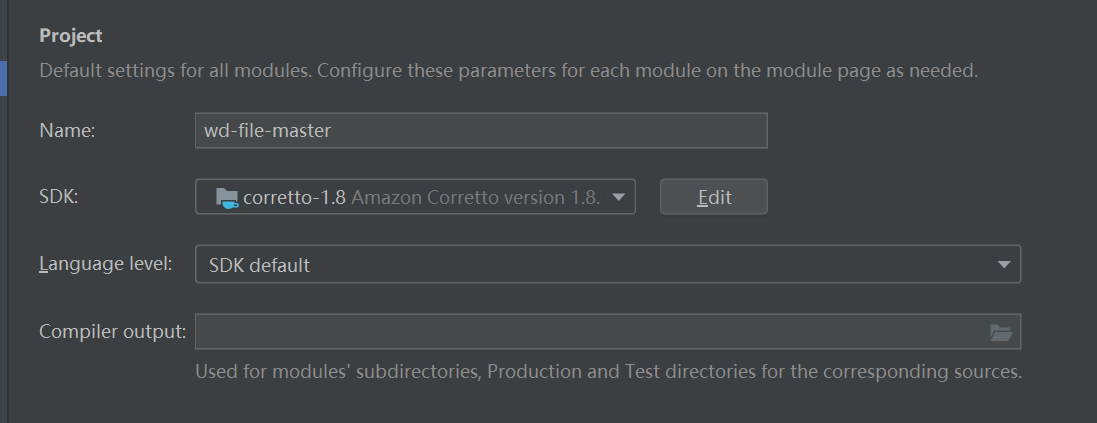 Project
Default settings for all modules. Configure these parameters for each module on the module page as needed.
Name: wd-file-master
SDK: corretto-1.8 Amazon Corretto version 1.8. Edit
Language level: SDK default
Compiler output:
Used for modules' subdirectories, Production and Test directories for the corresponding sources.